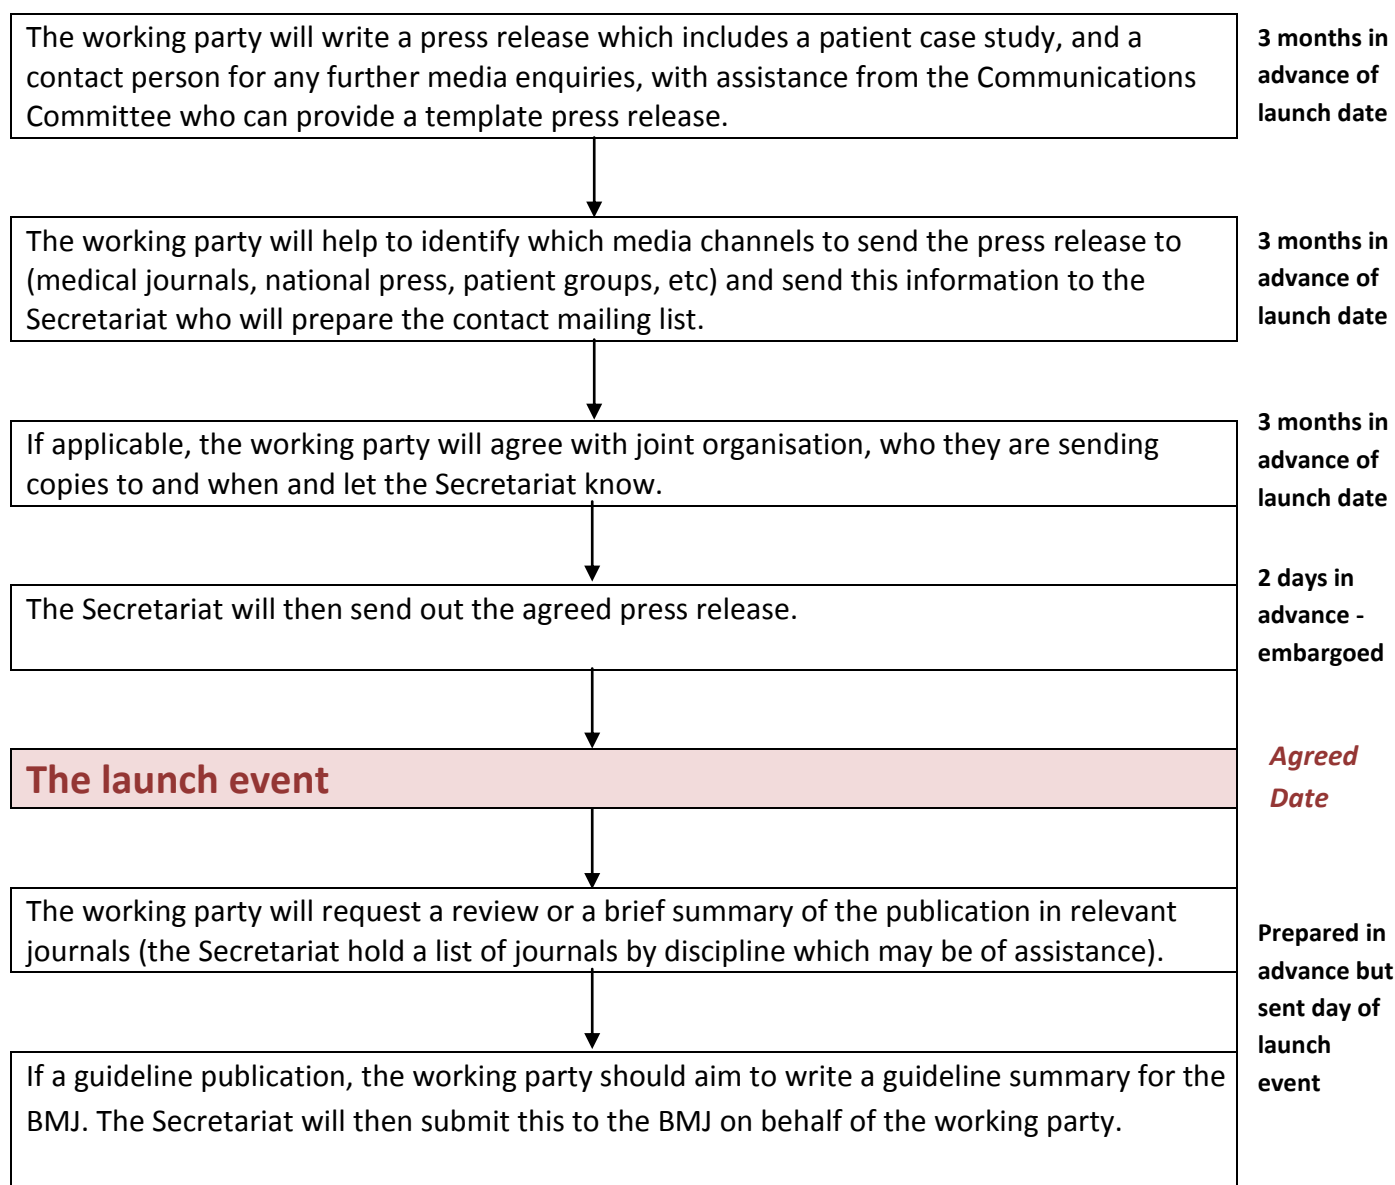 The working party will write a press release which includes a patient case study, and a
contact person for any further media enquiries, with assistance from the Communications
Committee who can provide a template press release.
3 months in
advance of
launch date
The working party will help to identify which media channels to send the press release to
(medical journals, national press, patient groups, etc) and send this information to the
Secretariat who will prepare the contact mailing list.
3 months in
advance of
launch date
If applicable, the working party will agree with joint organisation, who they are sending
copies to and when and let the Secretariat know.
3 months in
advance of
launch date
The Secretariat will then send out the agreed press release.
2 days in
advance -
embargoed
The launch event
Agreed
Date
The working party will request a review or a brief summary of the publication in relevant
journals (the Secretariat hold a list of journals by discipline which may be of assistance).
If a guideline publication, the working party should aim to write a guideline summary for the
BMJ. The Secretariat will then submit this to the BMJ on behalf of the working party.
Prepared in
advance but
sent day of
launch
event